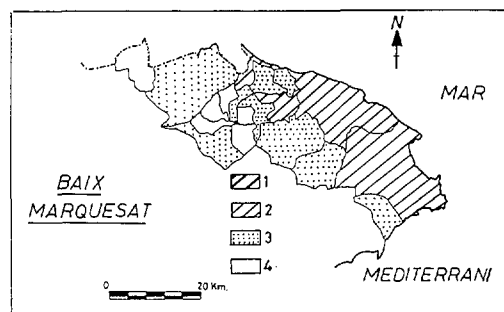 N
MAR
BAIX
MARQUESAT
1
2
3
4
0 20 Km.
MEDITERRANI